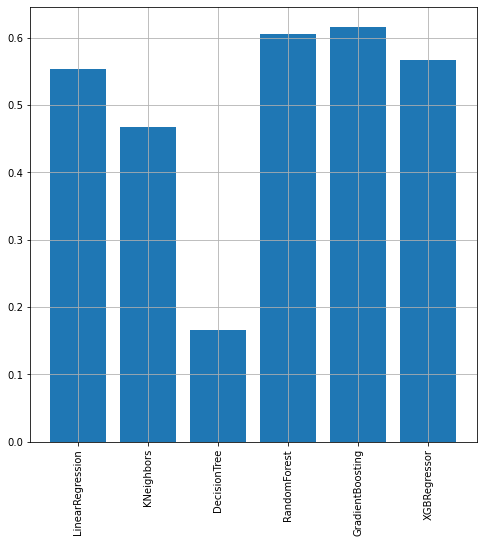 0.6
0.5
0.4
0.3
0.2
0.1
0.0
LinearRegression
KNeighbors
DecisionTree
RandomForest
GradientBoosting
XGBRegressor